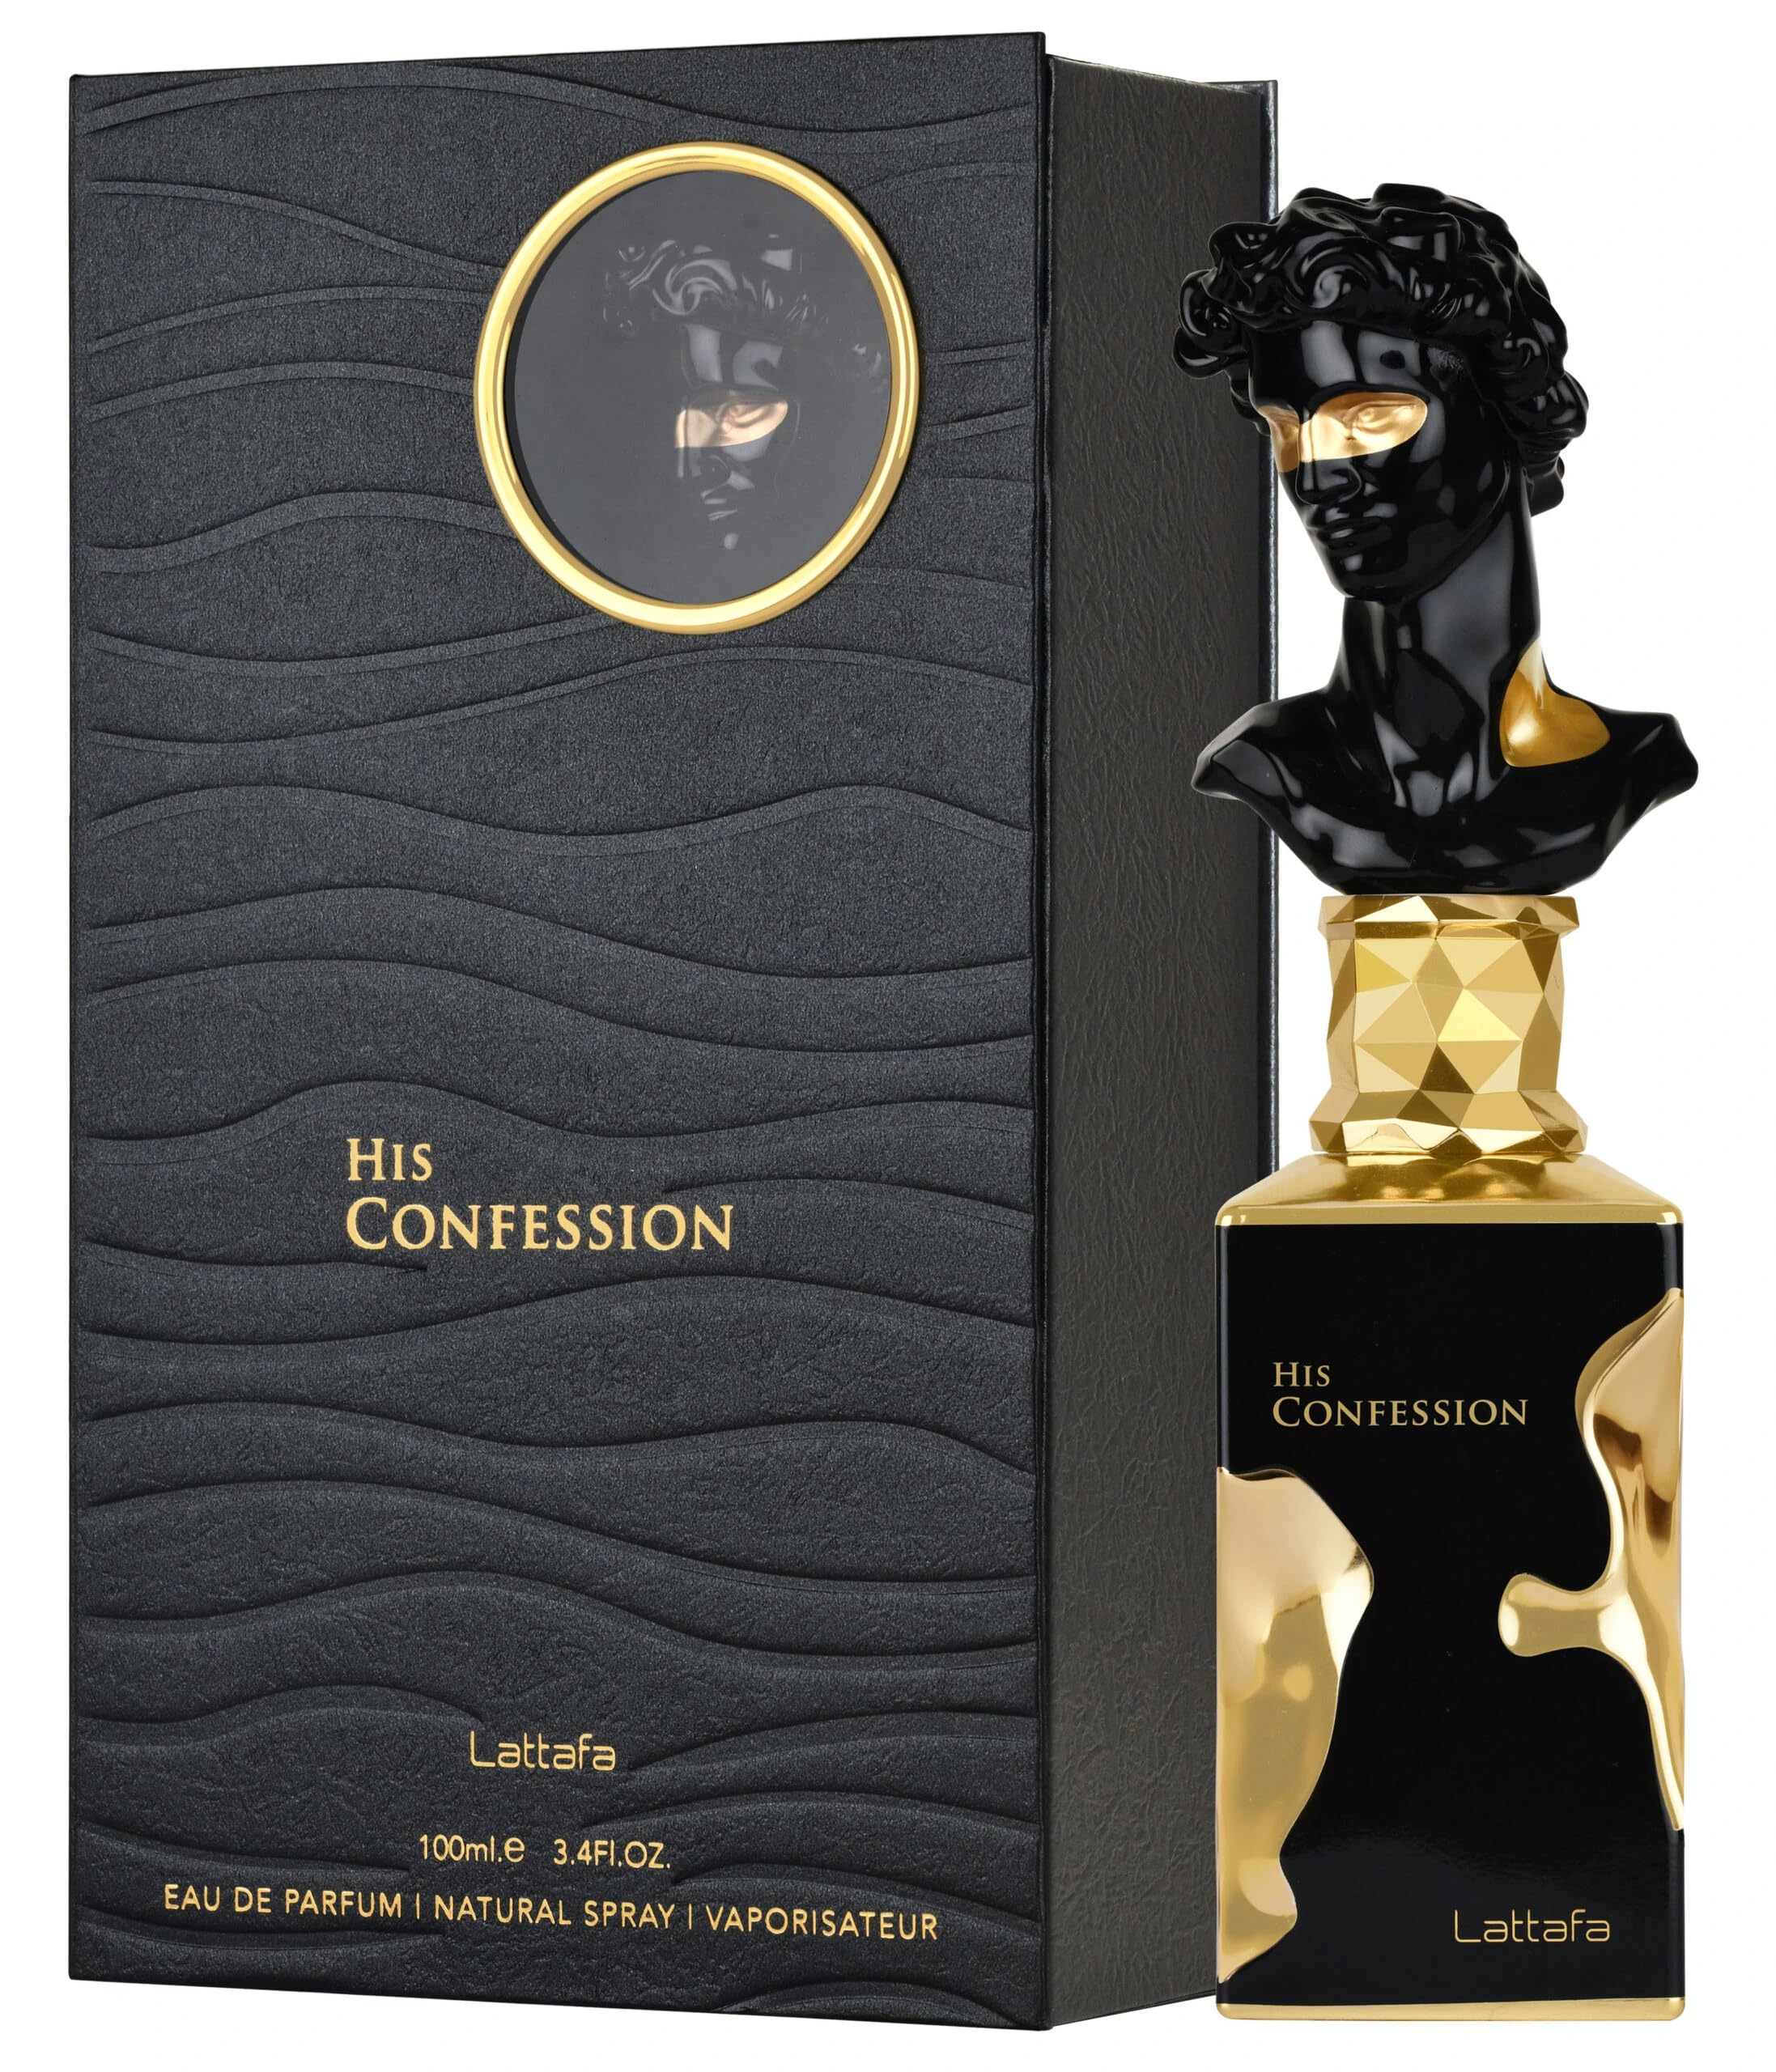 His
Confession
Lattafa
100ml.e 3.4Fl.OZ.
EAU DE PARFUM | NATURAL SPRAY | VAPORISATEUR
His
Confession
Lattafa